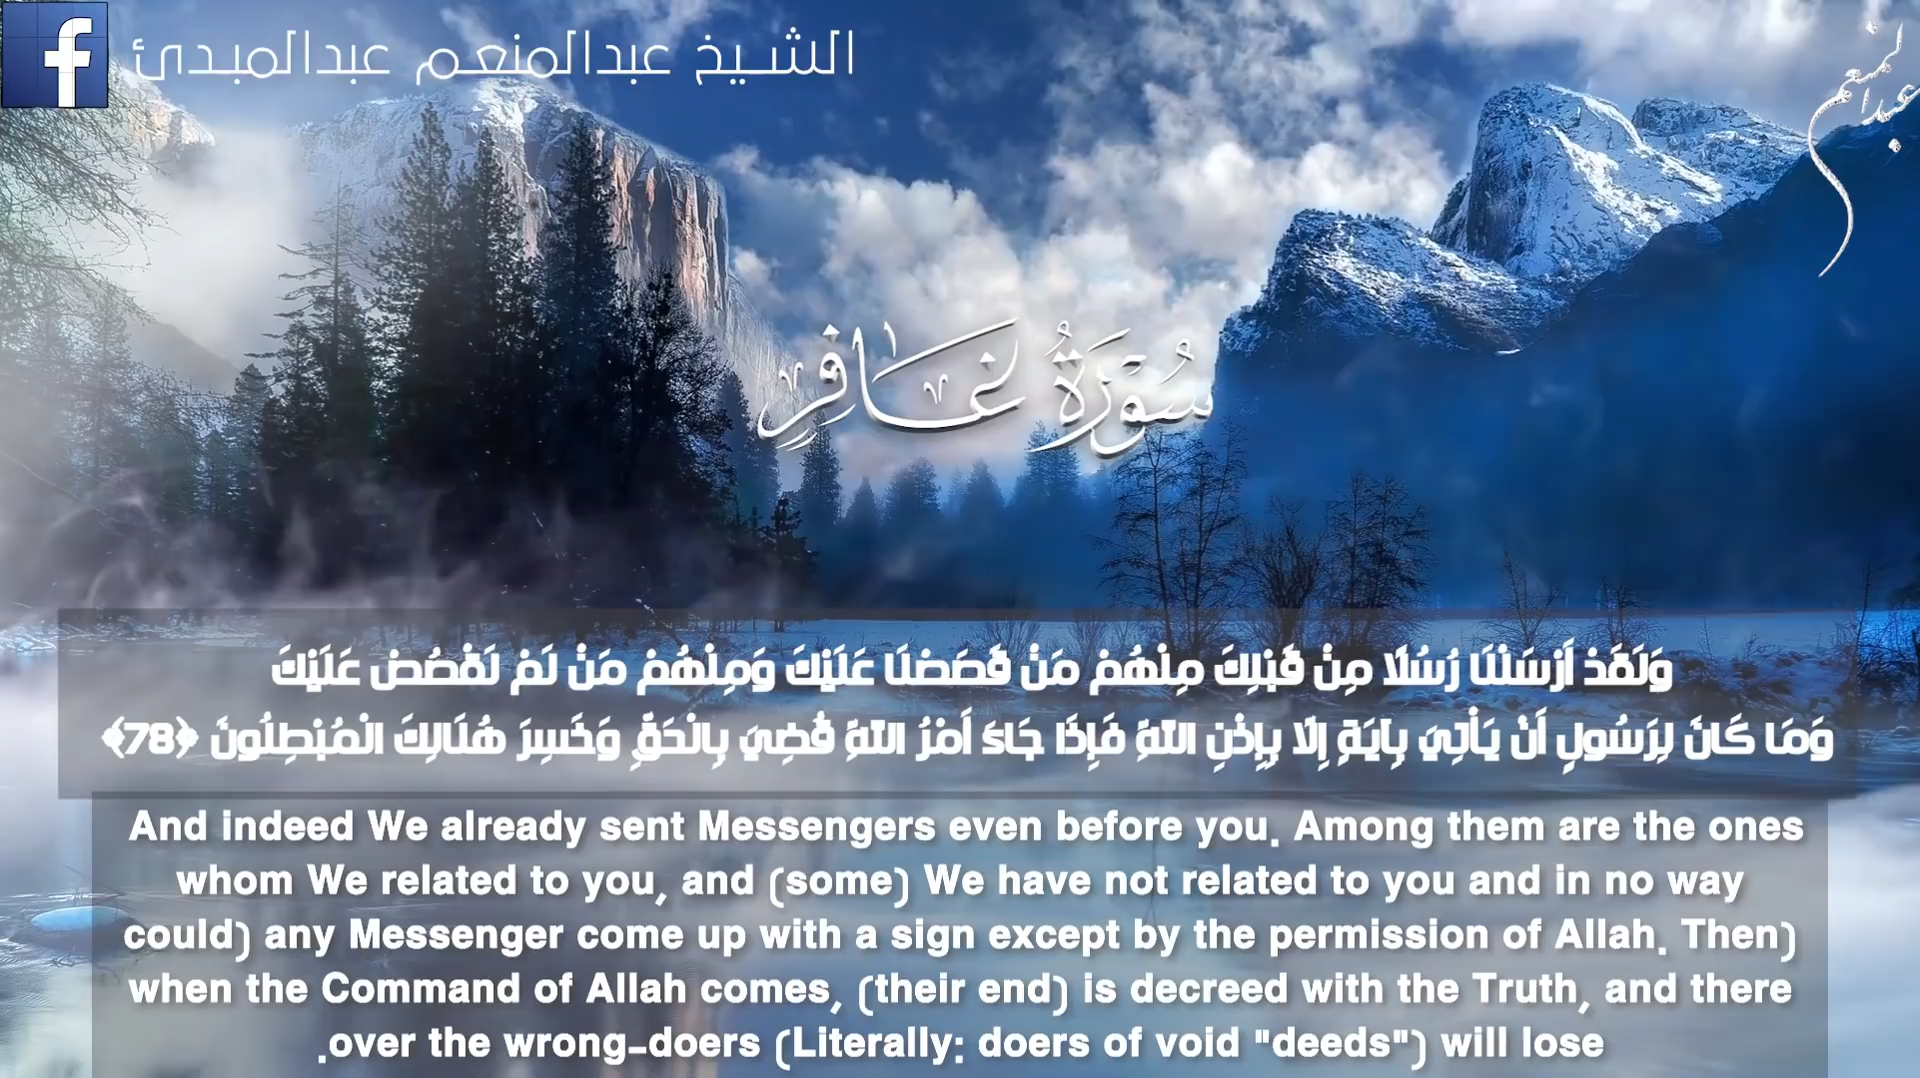 الشيخ عبدالمنعم عبدالمبدئ
عبدالمنعم
سُورَةُ غَافِرٍ
وَلَقَدْ أَرْسَلْنَا رُسُلًا مِنْ قَبْلِكَ مِنْهُمْ مَنْ قَصَصْنَا عَلَيْكَ وَمِنْهُمْ مَنْ لَمْ نَقْصُصْ عَلَيْكَ
وَمَا كَانَ لِرَسُولٍ أَنْ يَأْتِيَ بِآيَةٍ إِلَّا بِإِذْنِ اللَّهِ فَإِذَا جَاءَ أَمْرُ اللَّهِ قُضِيَ بِالْحَقِّ وَخَسِرَ هُنَالِكَ الْمُبْطِلُونَ ﴿78﴾
And indeed We already sent Messengers even before you. Among them are the ones
whom We related to you, and (some) We have not related to you and in no way
could) any Messenger come up with a sign except by the permission of Allah. Then)
when the Command of Allah comes, (their end) is decreed with the Truth, and there
.over the wrong-doers (Literally: doers of void "deeds") will lose